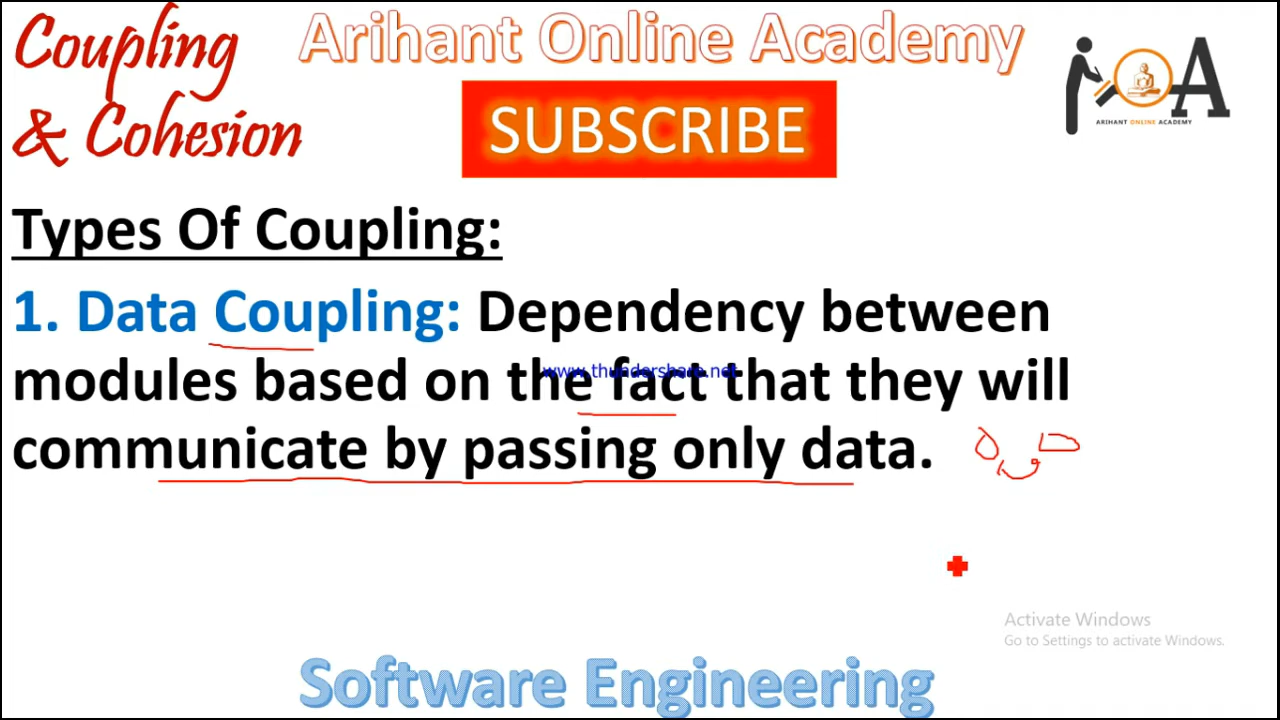 Coupling
& Cohesion
Arihant Online Academy
SUBSCRIBE
A
ARIHANT ONLINE ACADEMY
Types Of Coupling:
1. Data Coupling: Dependency between
modules based on the fact that they will
www.thundershare.net
communicate by passing only data.
Activate Windows
Go to Settings to activate Windows.
Software Engineering